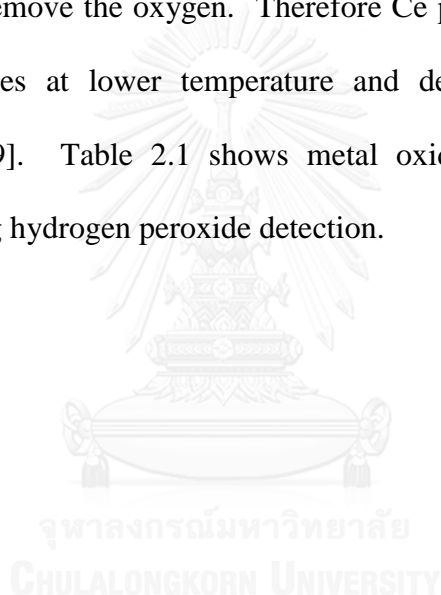 emove the oxygen. Therefore Ce p
es at lower temperature and de
9]. Table 2.1 shows metal oxid
g hydrogen peroxide detection.
จุฬาลงกรณ์มหาวิทยาลัย
CHULALONGKORN UNIVERSITY